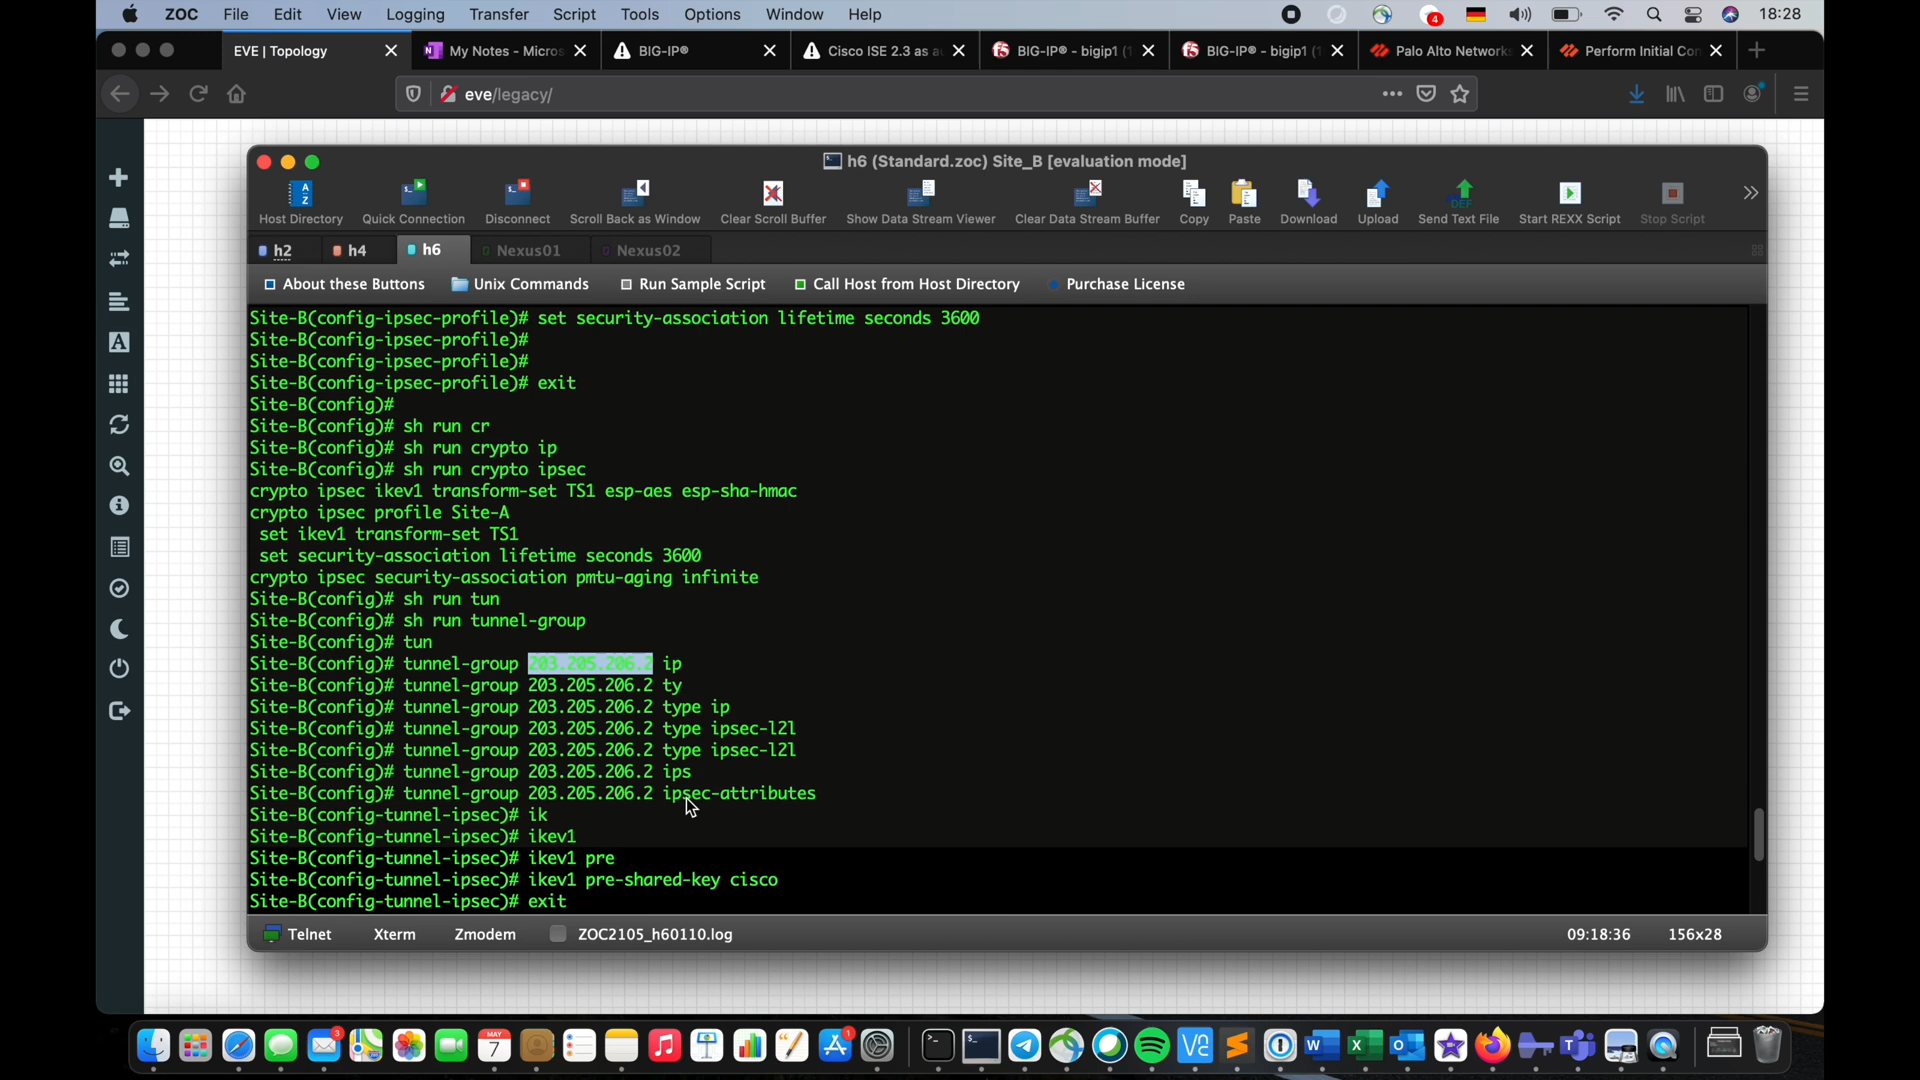 ZOC File Edit View Logging Transfer Script Tools Options Window Help 4 18:28
EVE | Topology My Notes - Micros BIG-IP® Cisco ISE 2.3 as a BIG-IP® - bigip1 (1 BIG-IP® - bigip1 (1 Palo Alto Networks Perform Initial Con
eve/legacy/
h6 (Standard.zoc) Site_B [evaluation mode]
Host Directory Quick Connection Disconnect Scroll Back as Window Clear Scroll Buffer Show Data Stream Viewer Clear Data Stream Buffer Copy Paste Download Upload Send Text File Start REXX Script Stop Script
h2 h4 h6 Nexus01 Nexus02
About these Buttons Unix Commands Run Sample Script Call Host from Host Directory Purchase License
Site-B(config-ipsec-profile)# set security-association lifetime seconds 3600
Site-B(config-ipsec-profile)#
Site-B(config-ipsec-profile)#
Site-B(config-ipsec-profile)# exit
Site-B(config)#
Site-B(config)# sh run cr
Site-B(config)# sh run crypto ip
Site-B(config)# sh run crypto ipsec
crypto ipsec ikev1 transform-set TS1 esp-aes esp-sha-hmac
crypto ipsec profile Site-A
set ikev1 transform-set TS1
set security-association lifetime seconds 3600
crypto ipsec security-association pmtu-aging infinite
Site-B(config)# sh run tun
Site-B(config)# sh run tunnel-group
Site-B(config)# tun
Site-B(config)# tunnel-group 203.205.206.2 ip
Site-B(config)# tunnel-group 203.205.206.2 ty
Site-B(config)# tunnel-group 203.205.206.2 type ip
Site-B(config)# tunnel-group 203.205.206.2 type ipsec-l2l
Site-B(config)# tunnel-group 203.205.206.2 type ipsec-l2l
Site-B(config)# tunnel-group 203.205.206.2 ips
Site-B(config)# tunnel-group 203.205.206.2 ipsec-attributes
Site-B(config-tunnel-ipsec)# ik
Site-B(config-tunnel-ipsec)# ikev1
Site-B(config-tunnel-ipsec)# ikev1 pre
Site-B(config-tunnel-ipsec)# ikev1 pre-shared-key cisco
Site-B(config-tunnel-ipsec)# exit
Telnet Xterm Zmodem ZOC2105_h60110.log 09:18:36 156x28
3 MAY 7 1